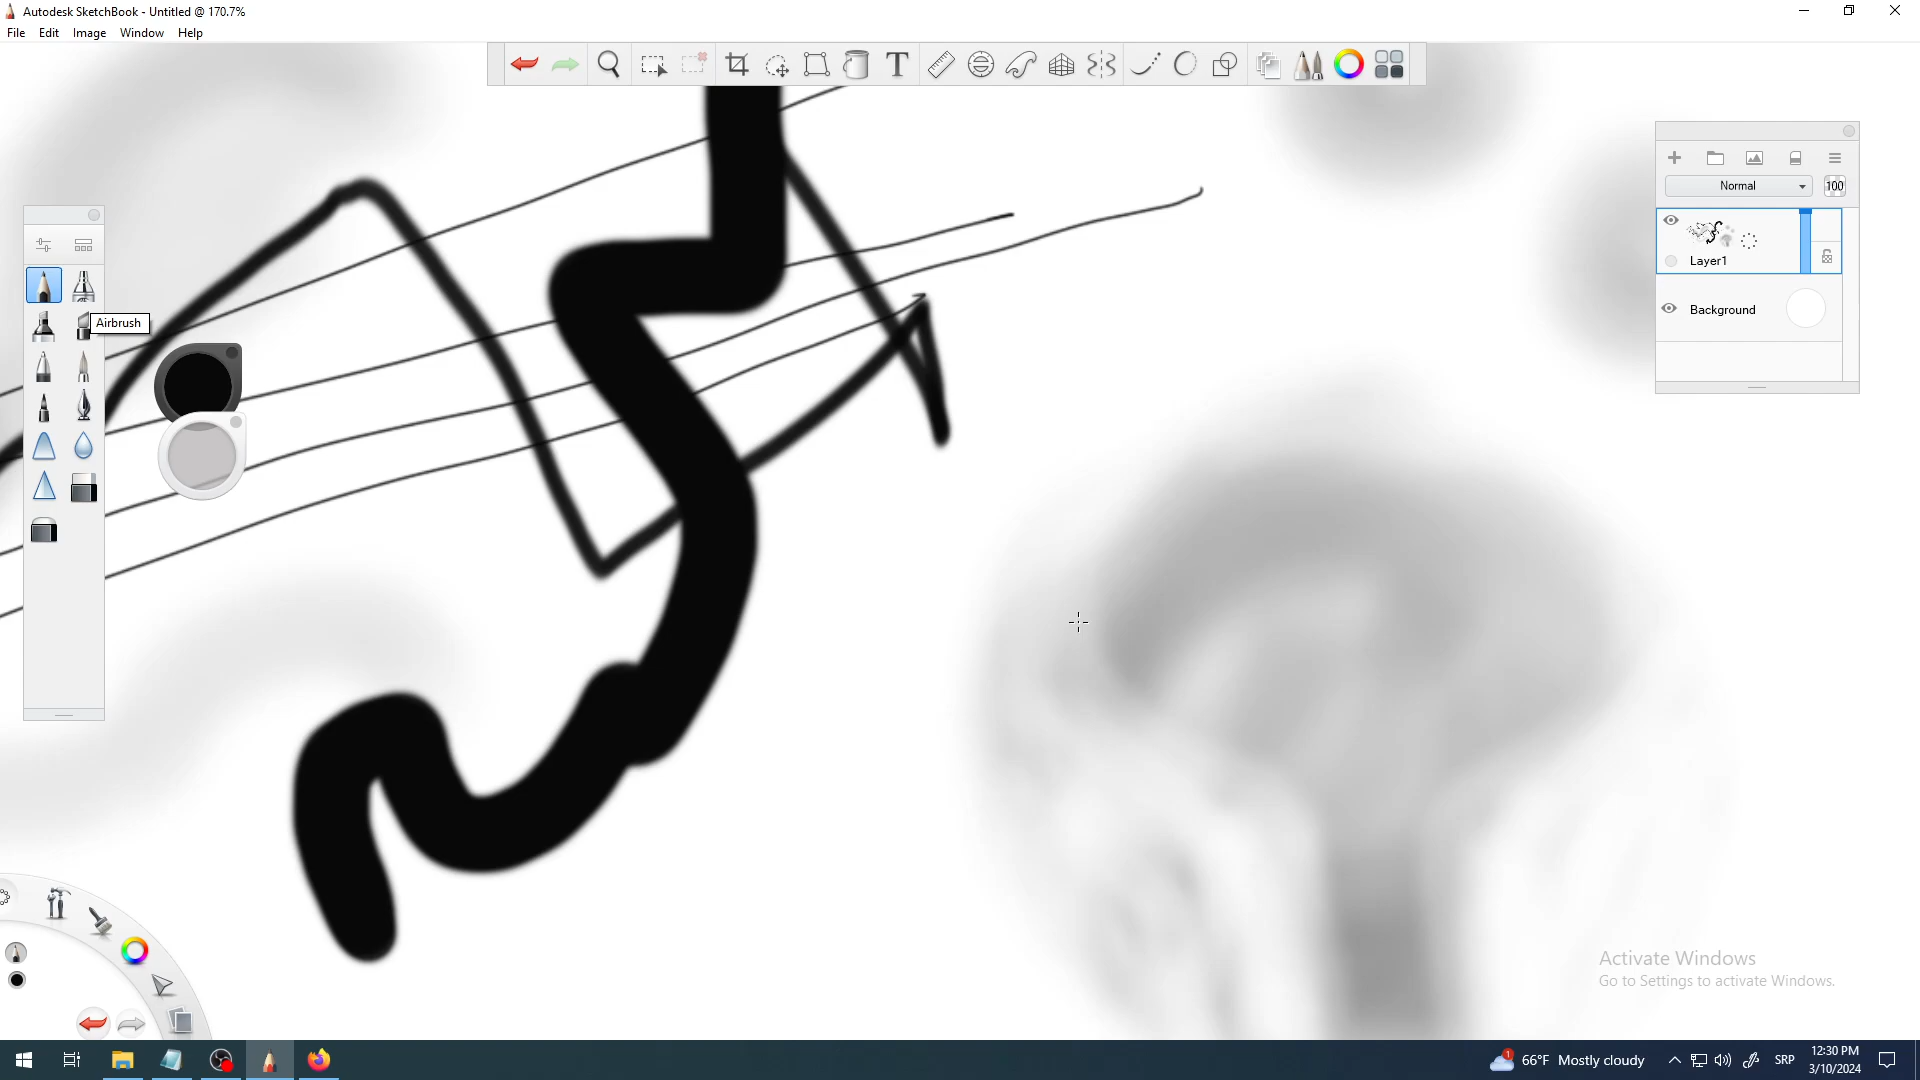 Autodesk SketchBook - Untitled @ 170.7%
File Edit Image Window Help
T
Normal
100
Layer1
Background
Airbrush
Activate Windows
Go to Settings to activate Windows.
1
66°F Mostly cloudy
SRP
12:30 PM
3/10/2024